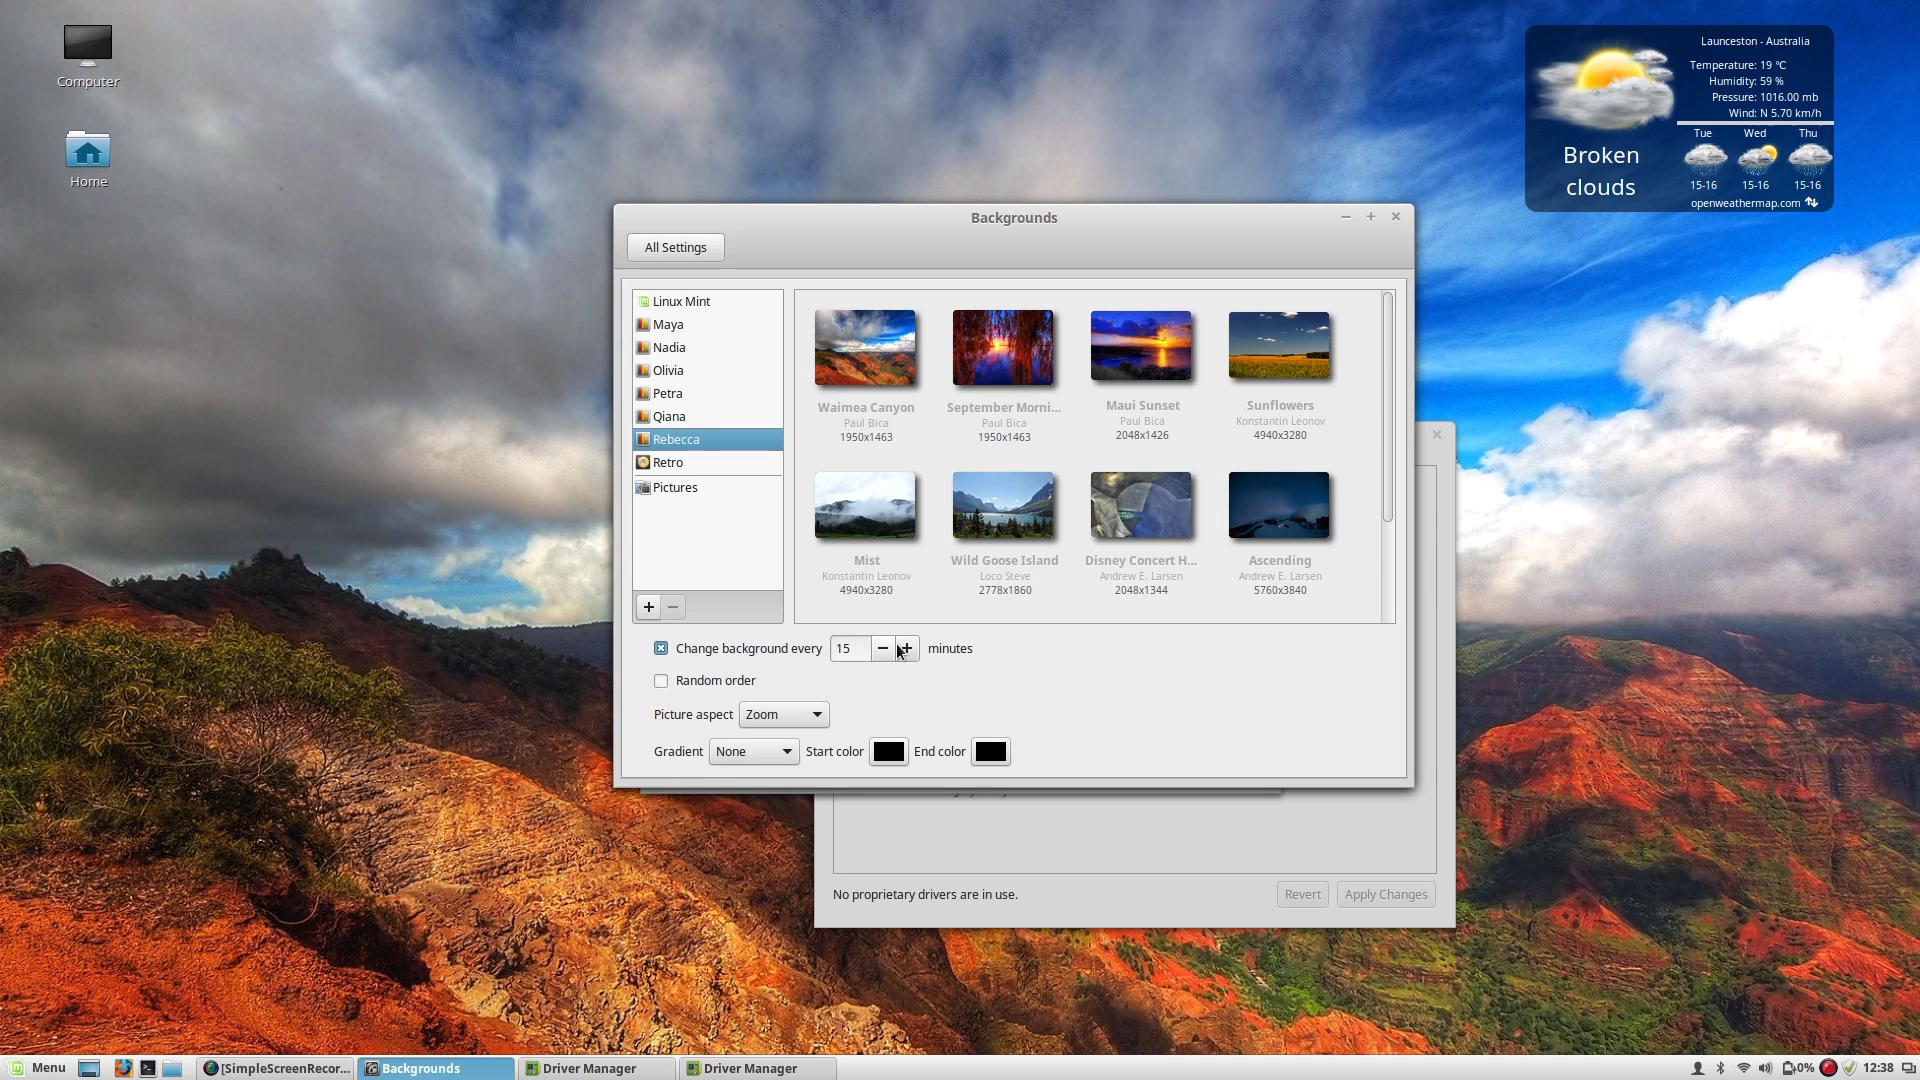 Computer
Home
Launceston - Australia
Temperature: 19 °C
Humidity: 59 %
Pressure: 1016.00 mb
Wind: N 5.70 km/h
Tue Wed Thu
Broken
clouds
15-16 15-16 15-16
openweathermap.com
Backgrounds
All Settings
Linux Mint
Maya
Nadia
Olivia
Petra
Qiana
Rebecca
Retro
Pictures
Waimea Canyon
Paul Bica
1950x1463
September Morni...
Paul Bica
1950x1463
Maui Sunset
Paul Bica
2048x1426
Sunflowers
Konstantin Leonov
4940x3280
Mist
Konstantin Leonov
4940x3280
Wild Goose Island
Loco Steve
2778x1860
Disney Concert H...
Andrew E. Larsen
2048x1344
Ascending
Andrew E. Larsen
5760x3840
Change background every 15 minutes
Random order
Picture aspect Zoom
Gradient None Start color End color
No proprietary drivers are in use.
Revert Apply Changes
Menu [SimpleScreenRecor... Backgrounds Driver Manager Driver Manager 0% 12:38